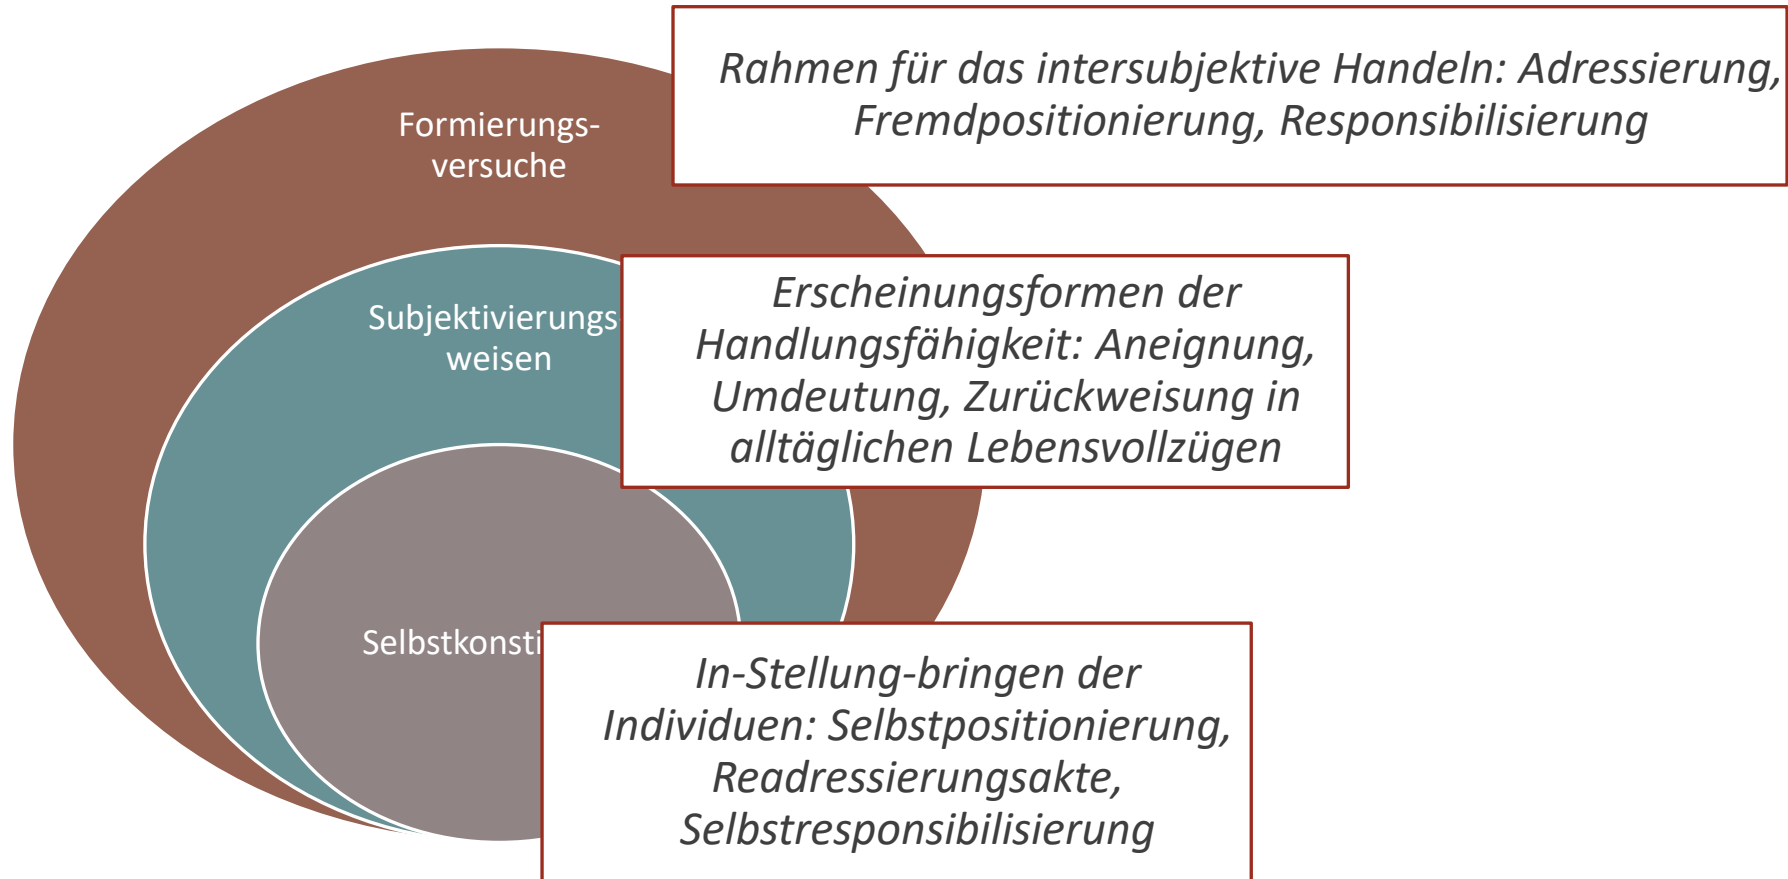 Formierungs-
versuche
Rahmen für das intersubjektive Handeln: Adressierung,
Fremdpositionierung, Responsibilisierung
Subjektivierungs
weisen
Erscheinungsformen der
Handlungsfähigkeit: Aneignung,
Umdeutung, Zurückweisung in
alltäglichen Lebensvollzügen
Selbstkonsti
In-Stellung-bringen der
Individuen: Selbstpositionierung,
Readressierungsakte,
Selbstresponsibilisierung